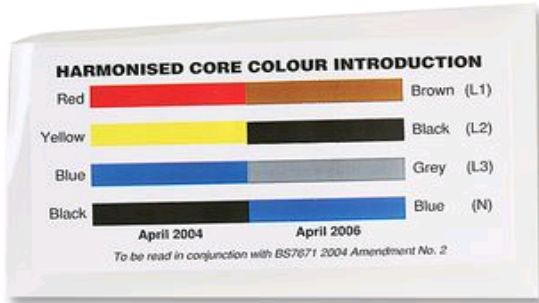 HARMONISED CORE COLOUR INTRODUCTION
Red Brown (L1)
Yellow Black (L2)
Blue Grey (L3)
Black Blue (N)
April 2004 April 2006
To be read in conjunction with BS7671 2004 Amendment No. 2